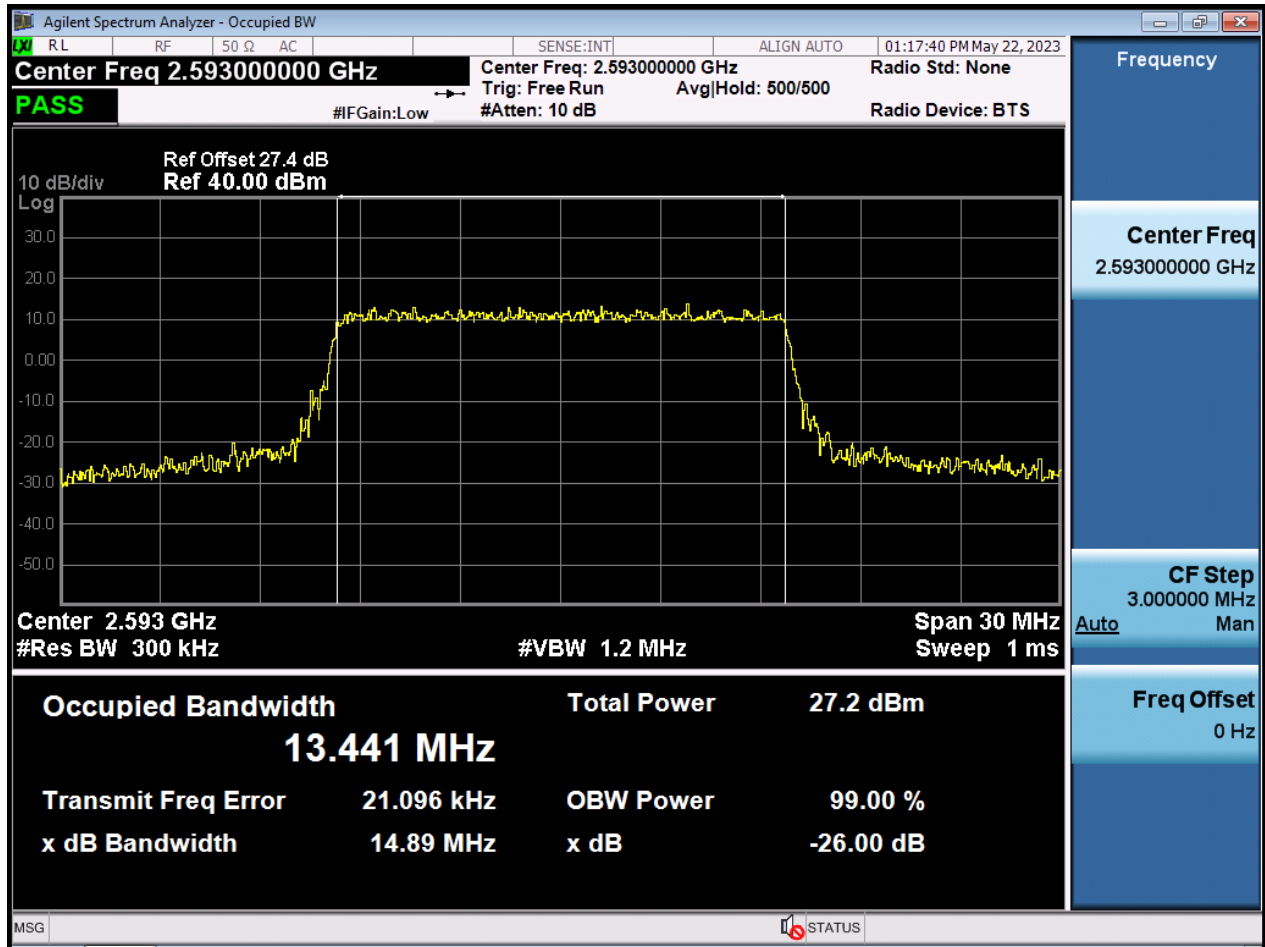 Agilent Spectrum Analyzer - Occupied BW
LXI RL RF 50 Ω AC SENSE:INT ALIGN AUTO 01:17:40 PM May 22, 2023
Center Freq 2.593000000 GHz
Center Freq: 2.593000000 GHz
Radio Std: None
Trig: Free Run Avg|Hold: 500/500
PASS
#IFGain:Low
#Atten: 10 dB
Radio Device: BTS
Ref Offset 27.4 dB
10 dB/div Ref 40.00 dBm
Log
30.0
20.0
10.0
0.00
-10.0
-20.0
-30.0
-40.0
-50.0
Center 2.593 GHz Span 30 MHz
#Res BW 300 kHz #VBW 1.2 MHz Sweep 1 ms
Occupied Bandwidth Total Power 27.2 dBm
13.441 MHz
Transmit Freq Error 21.096 kHz OBW Power 99.00 %
x dB Bandwidth 14.89 MHz x dB -26.00 dB
Frequency
Center Freq
2.593000000 GHz
CF Step
3.000000 MHz
Auto Man
Freq Offset
0 Hz
MSG STATUS